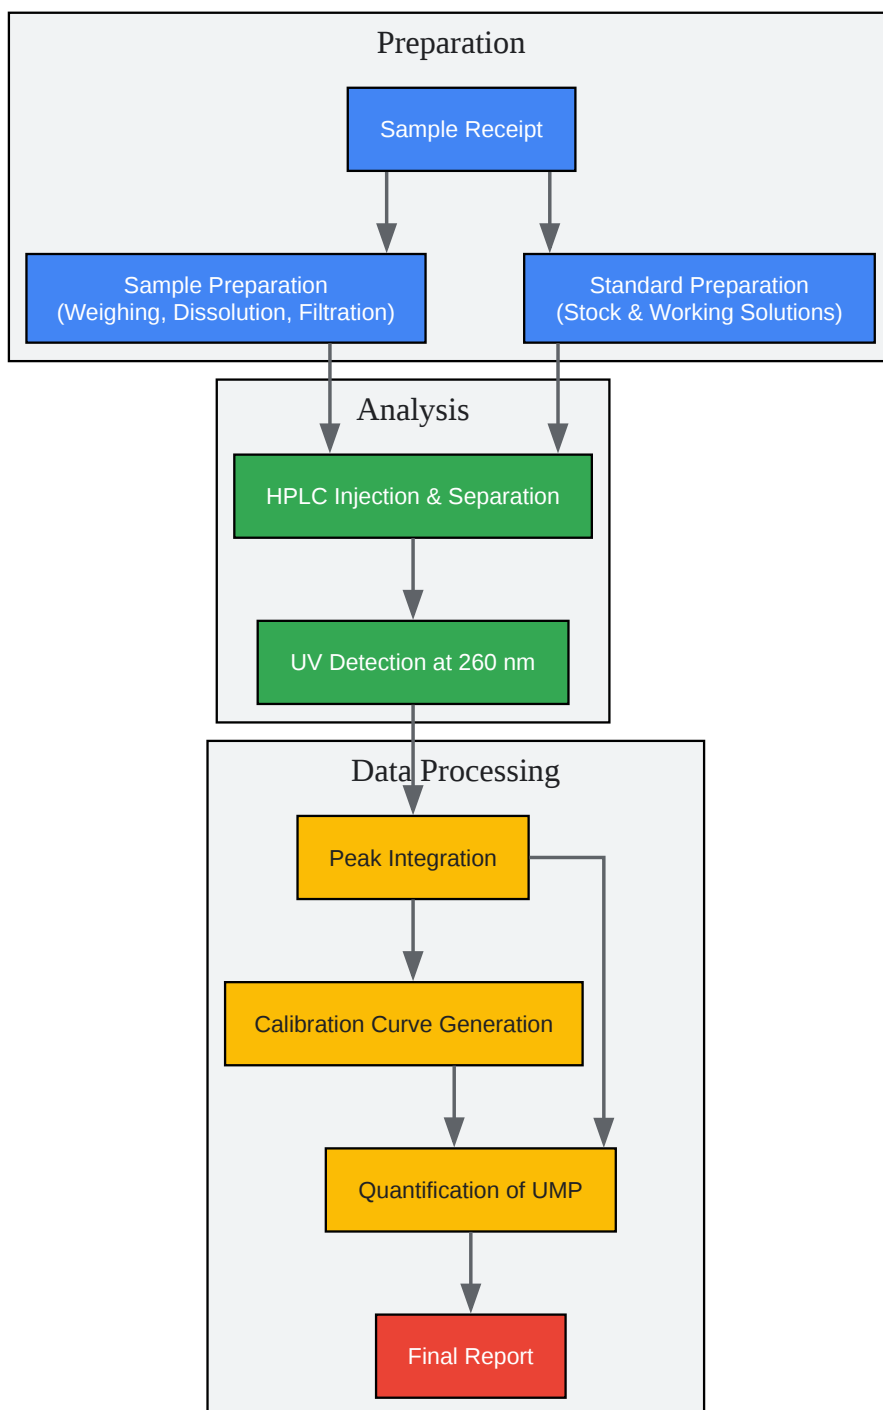 Preparation
Sample Receipt
Sample Preparation
(Weighing, Dissolution, Filtration)
Standard Preparation
(Stock & Working Solutions)
Analysis
HPLC Injection & Separation
UV Detection at 260 nm
Data Processing
Peak Integration
Calibration Curve Generation
Quantification of UMP
Final Report